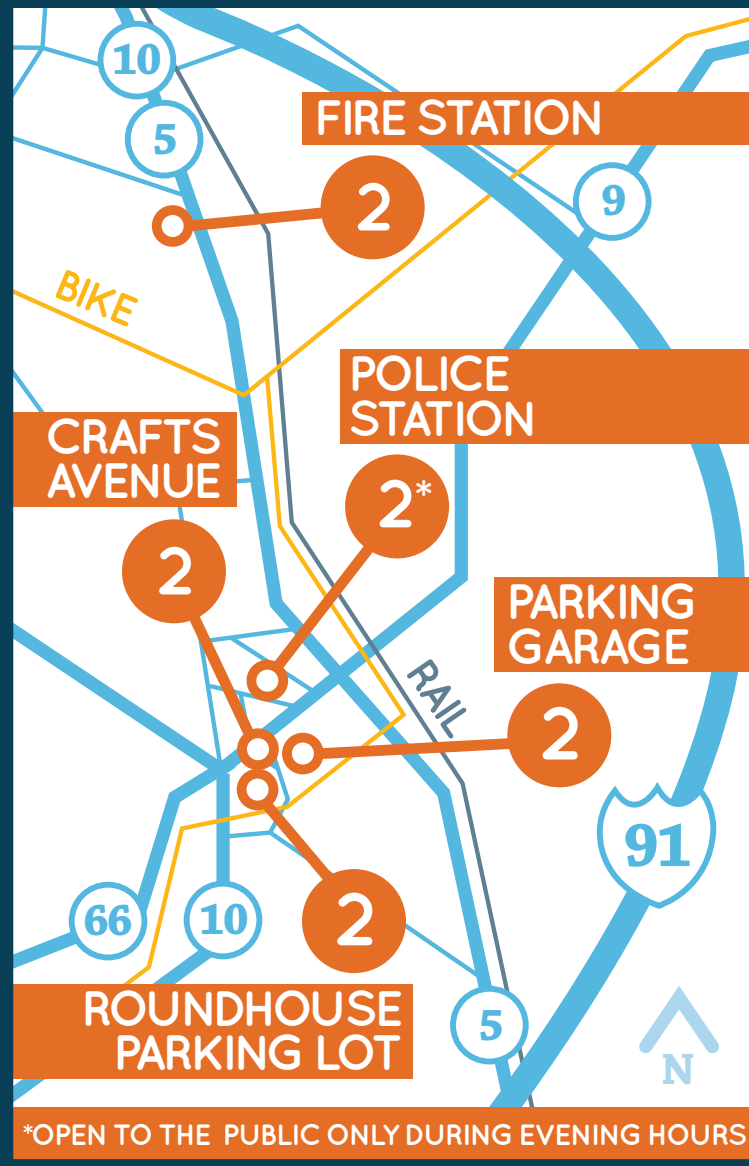 10
FIRE STATION
5
2
9
BIKE
POLICE
STATION
CRAFTS
AVENUE
2*
2
PARKING
GARAGE
RAIL
2
91
2
66
10
ROUNDHOUSE
PARKING LOT
5
N
*OPEN TO THE PUBLIC ONLY DURING EVENING HOURS